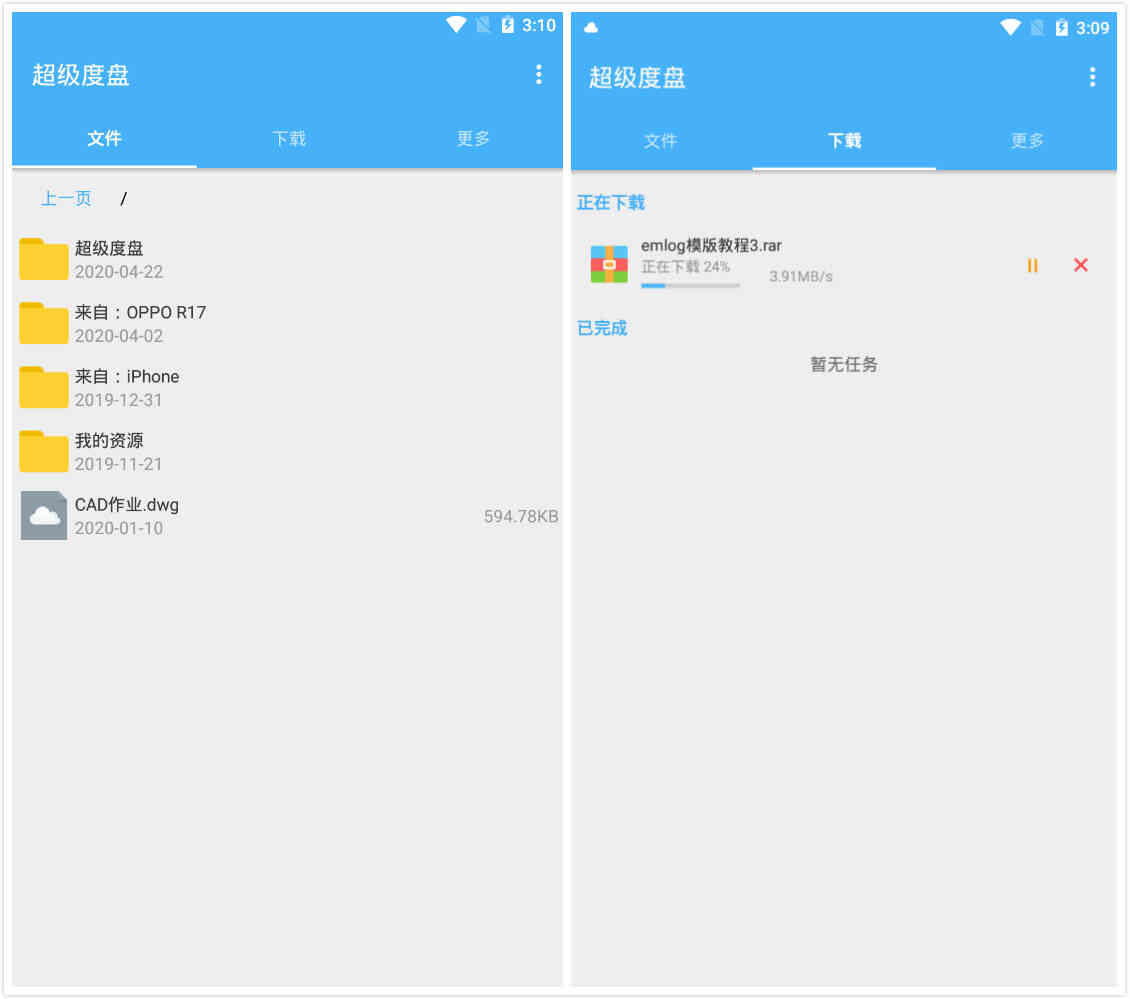 3:10
超级度盘
文件 下载 更多
上一页 /
超级度盘
2020-04-22
来自：OPPO R17
2020-04-02
来自：iPhone
2019-12-31
我的资源
2019-11-21
CAD作业.dwg
2020-01-10
594.78KB
3:09
超级度盘
文件 下载 更多
正在下载
emlog模版教程3.rar
正在下载 24%
3.91MB/s
已完成
暂无任务